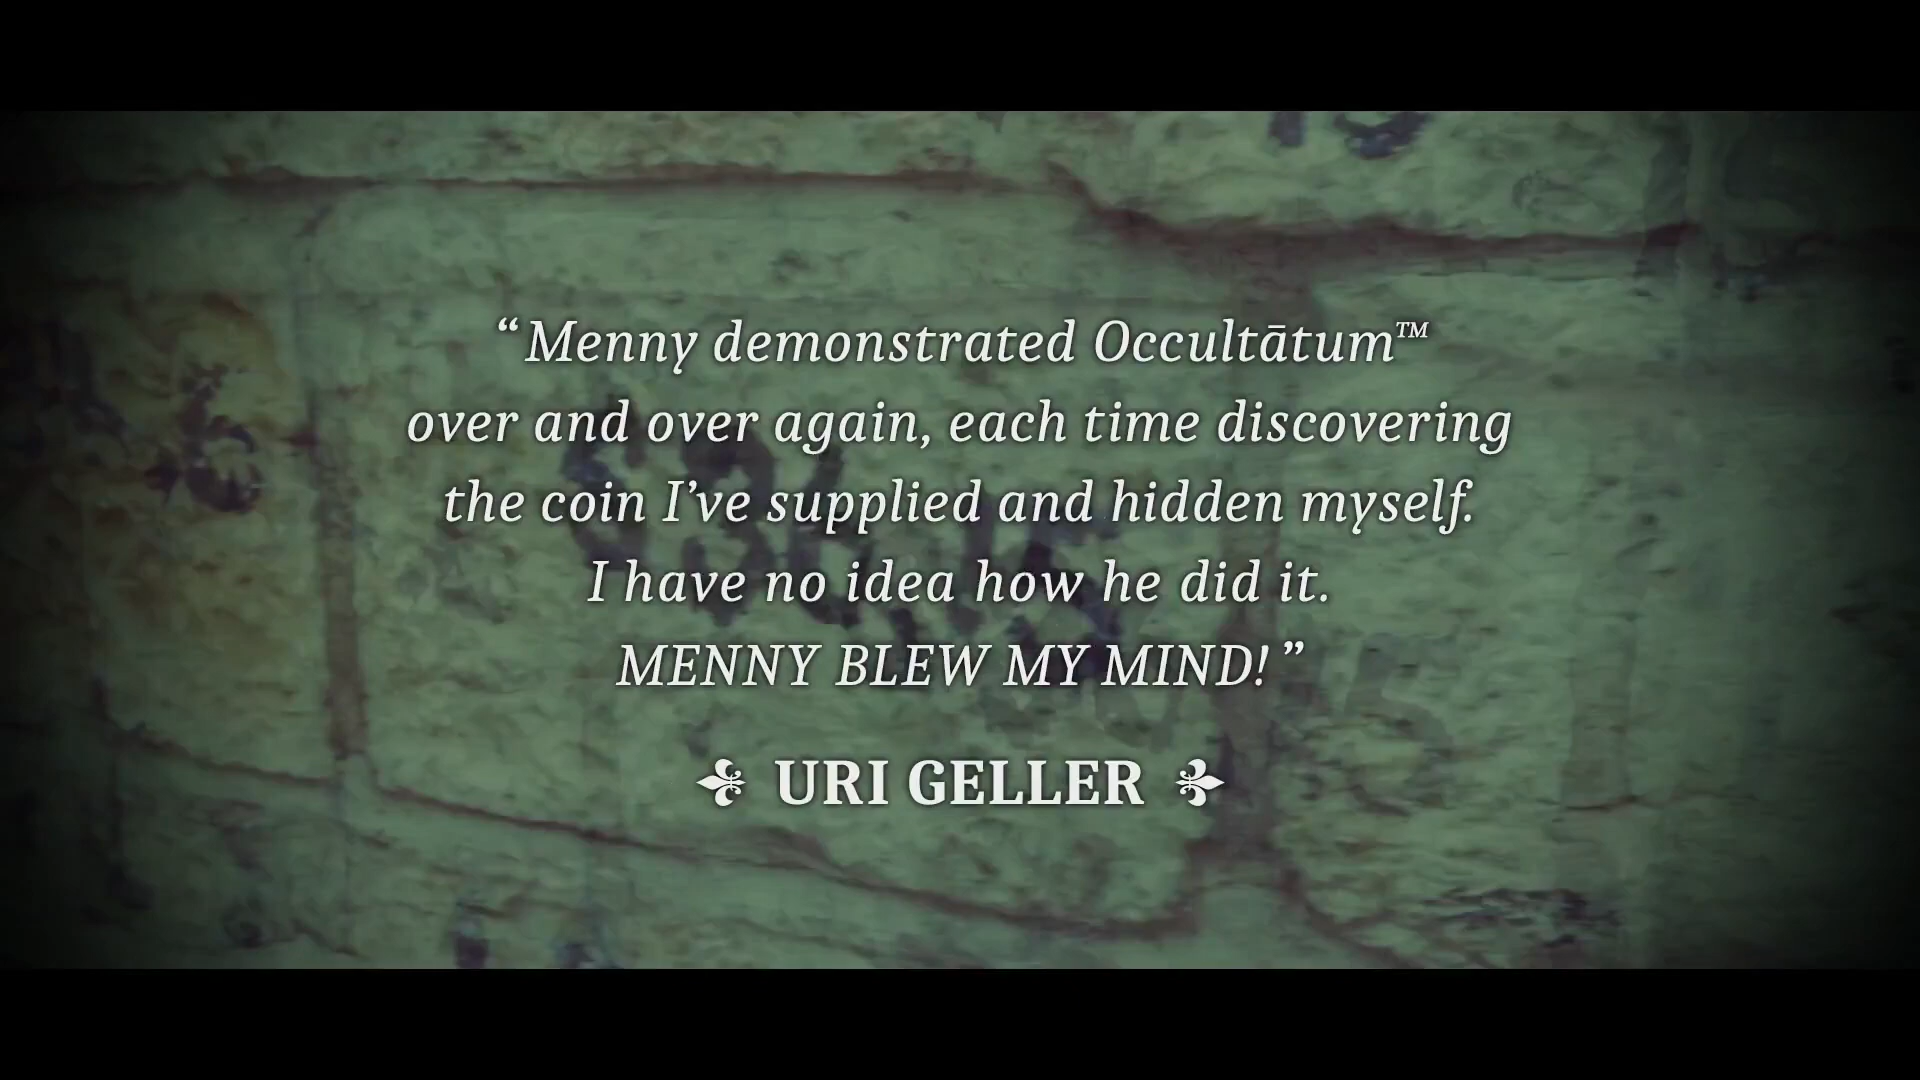 “Menny demonstrated Occultātum™
over and over again, each time discovering
the coin I’ve supplied and hidden myself.
I have no idea how he did it.
MENNY BLEW MY MIND!”
URI GELLER